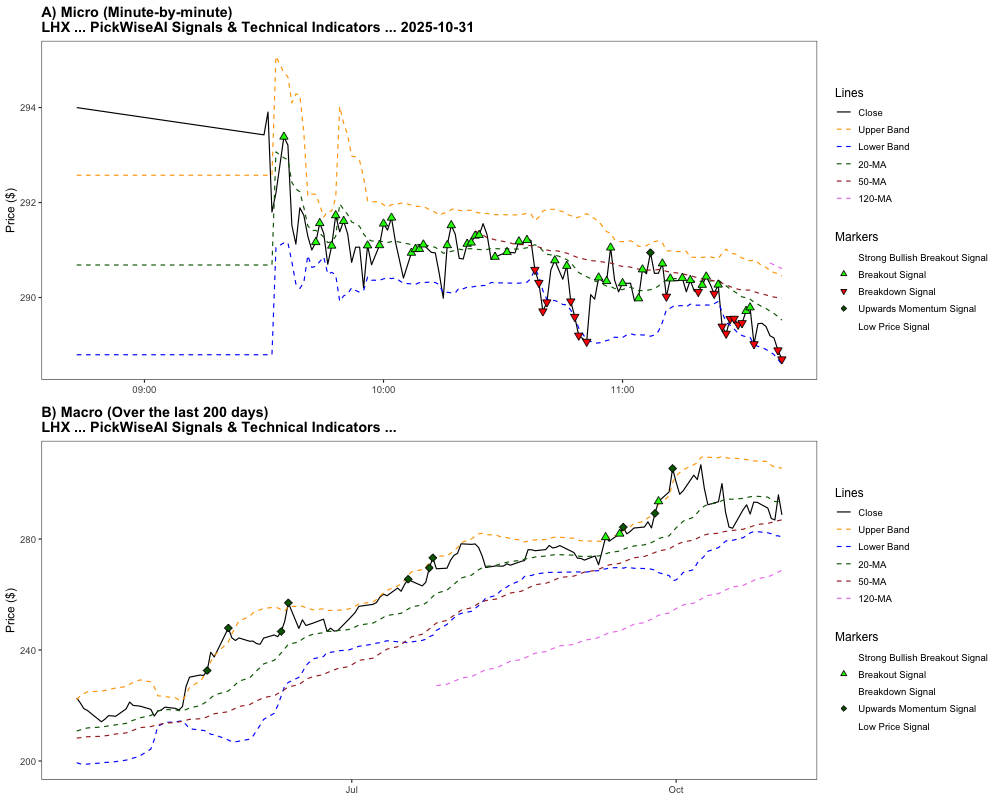 A) Micro (Minute-by-minute)
LHX ... PickWiseAI Signals & Technical Indicators ... 2025-10-31
Price ($)
294
292
290
09:00
10:00
11:00
Lines
Close
Upper Band
Lower Band
20-MA
50-MA
120-MA
Markers
Strong Bullish Breakout Signal
Breakout Signal
Breakdown Signal
Upwards Momentum Signal
Low Price Signal
B) Macro (Over the last 200 days)
LHX ... PickWiseAI Signals & Technical Indicators ...
Price ($)
280
240
200
Jul
Oct
Lines
Close
Upper Band
Lower Band
20-MA
50-MA
120-MA
Markers
Strong Bullish Breakout Signal
Breakout Signal
Breakdown Signal
Upwards Momentum Signal
Low Price Signal